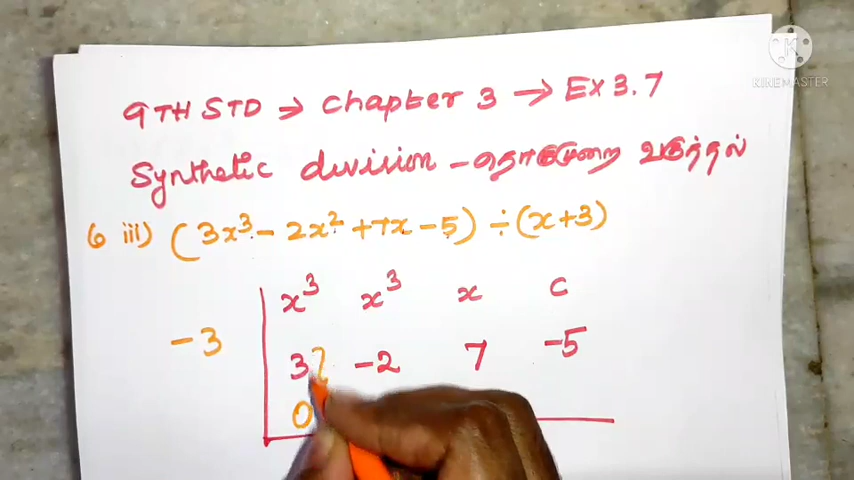 KINEMASTER
9TH STD → Chapter 3 → Ex 3.7
Synthetic division - தொகுமுறை வகுத்தல்
6 iii) (3x³ - 2x² + 7x - 5) ÷ (x + 3)
x³ x³ x c
-3 3 -2 7 -5
0